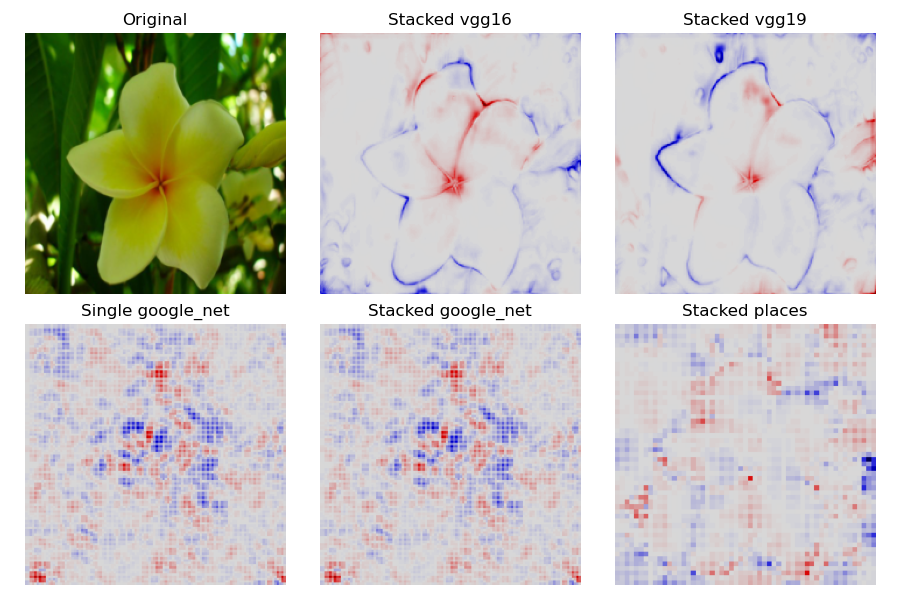 Original
Stacked vgg16
Stacked vgg19
Single google_net
Stacked google_net
Stacked places